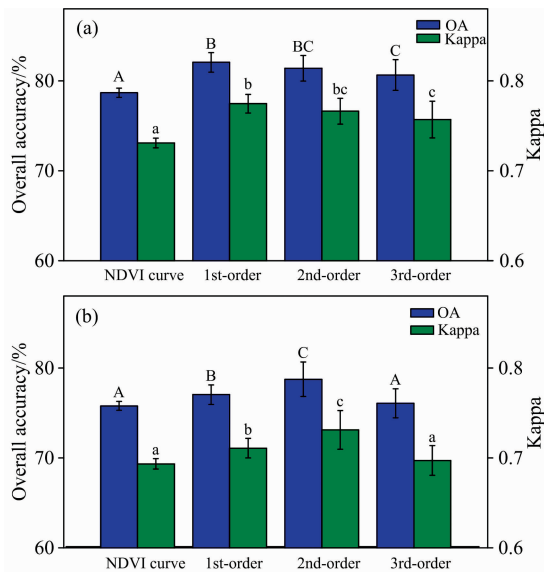 (a)
OA
Kappa
Overall accuracy/%
Kappa
80
70
60
0.8
0.7
0.6
A
a
B
b
BC
bc
C
c
NDVI curve 1st-order 2nd-order 3rd-order
(b)
OA
Kappa
Overall accuracy/%
Kappa
80
70
60
0.8
0.7
0.6
A
a
B
b
C
c
A
a
NDVI curve 1st-order 2nd-order 3rd-order